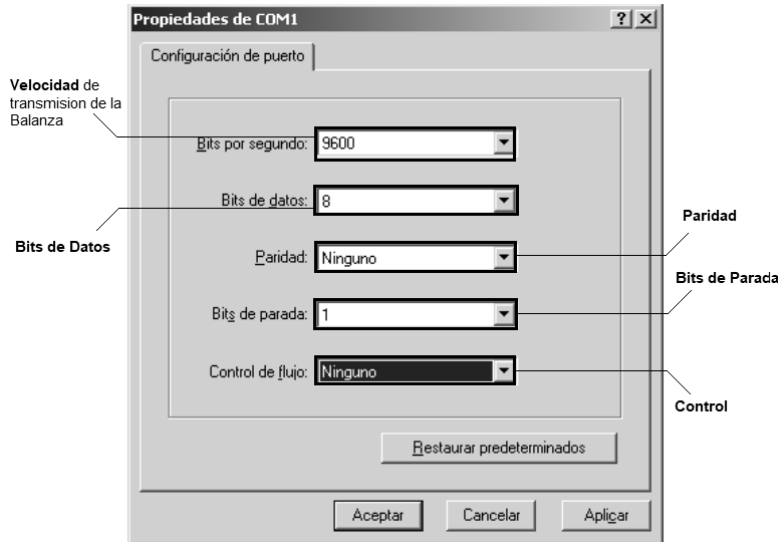 Propiedades de COM1
Configuración de puerto
Velocidad de
transmision de la
Balanza
Bits por segundo: 9600
Bits de datos: 8
Bits de Datos
Paridad
Paridad: Ninguno
Bits de Parada
Bits de parada: 1
Control de flujo: Ninguno
Control
Restaurar predeterminados
Aceptar Cancelar Aplicar